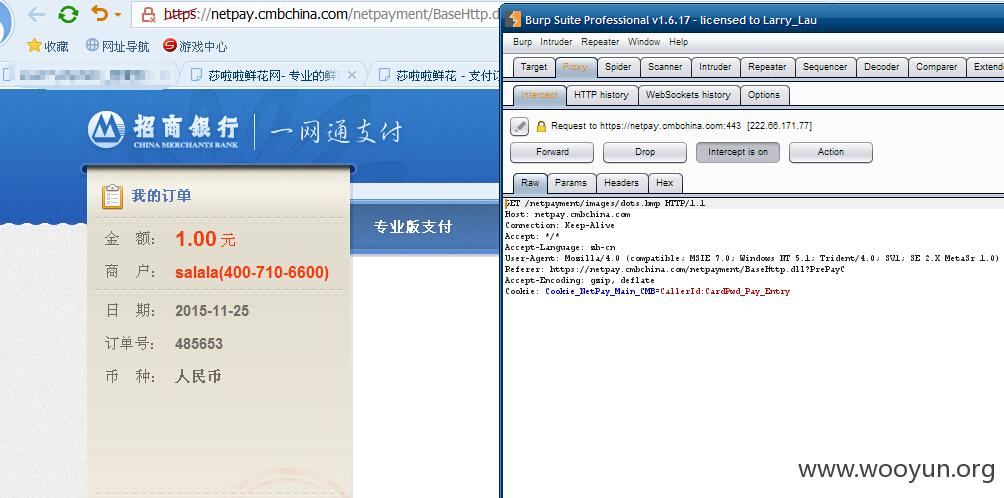 https://netpay.cmbchina.com/netpayment/BaseHttp.d
收藏 网址导航 游戏中心
莎啦啦鲜花网- 专业的鲜
莎啦啦鲜花 - 支付订
招商银行
CHINA MERCHANTS BANK
一网通支付
我的订单
专业版支付
金 额: 1.00 元
商 户: salala(400-710-6600)
日 期: 2015-11-25
订单号: 485653
币 种: 人民币
Burp Suite Professional v1.6.17 - licensed to Larry_Lau
Burp Intruder Repeater Window Help
Target Proxy Spider Scanner Intruder Repeater Sequencer Decoder Comparer Extende
Intercept HTTP history WebSockets history Options
Request to https://netpay.cmbchina.com:443 [222.66.171.77]
Forward Drop Intercept is on Action
Raw Params Headers Hex
GET /netpayment/images/dots.bmp HTTP/1.1
Host: netpay.cmbchina.com
Connection: Keep-Alive
Accept: */*
Accept-Language: zh-cn
User-Agent: Mozilla/4.0 (compatible; MSIE 7.0; Windows NT 5.1; Trident/4.0; SV1; SE 2.X MetaSr 1.0)
Referer: https://netpay.cmbchina.com/netpayment/BaseHttp.dll?PrePayC
Accept-Encoding: gzip, deflate
Cookie: Cookie_NetPay_Main_CMB=CallerId:CardPwd_Pay_Entry
www.wooyun.org